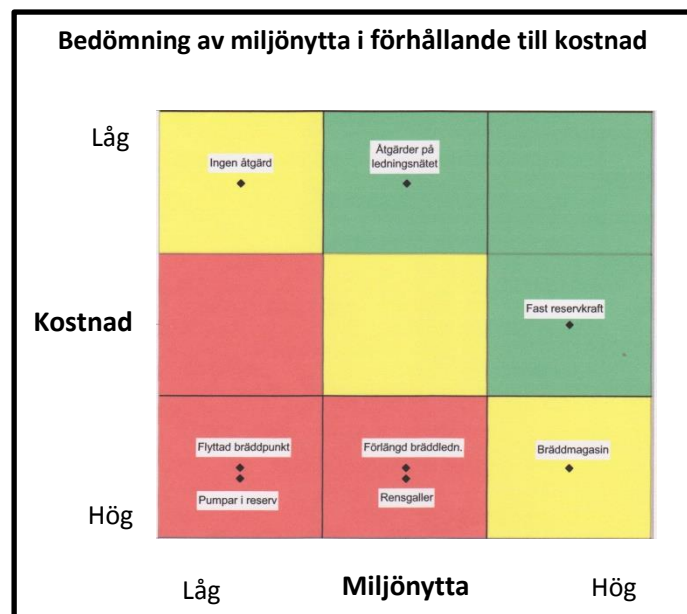 Bedömning av miljönytta i förhållande till kostnad
Låg
Ingen åtgärd
Åtgärder på
ledningsnätet
Kostnad
Fast reservkraft
Flyttad bräddpunkt
Förlängd bräddledn.
Bräddmagasin
Pumpar i reserv
Rensgaller
Hög
Låg
Miljönytta
Hög